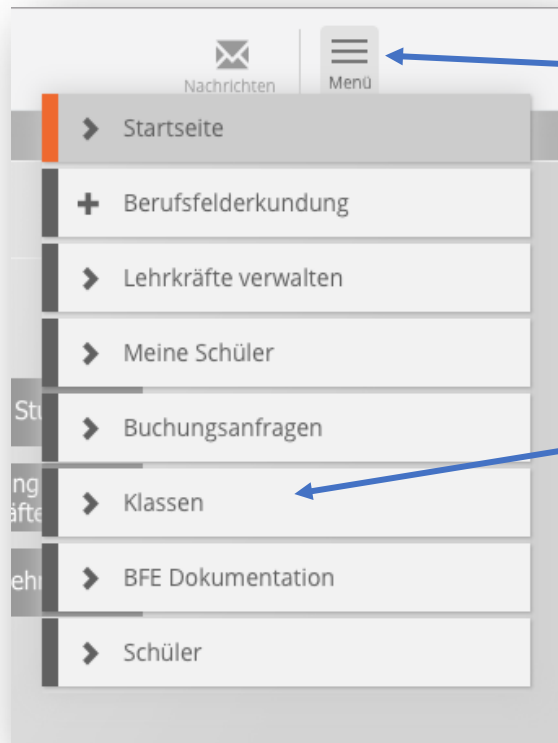 Nachrichten
Menü
Startseite
Berufsfelderkundung
Lehrkräfte verwalten
Meine Schüler
Buchungsanfragen
Klassen
BFE Dokumentation
Schüler